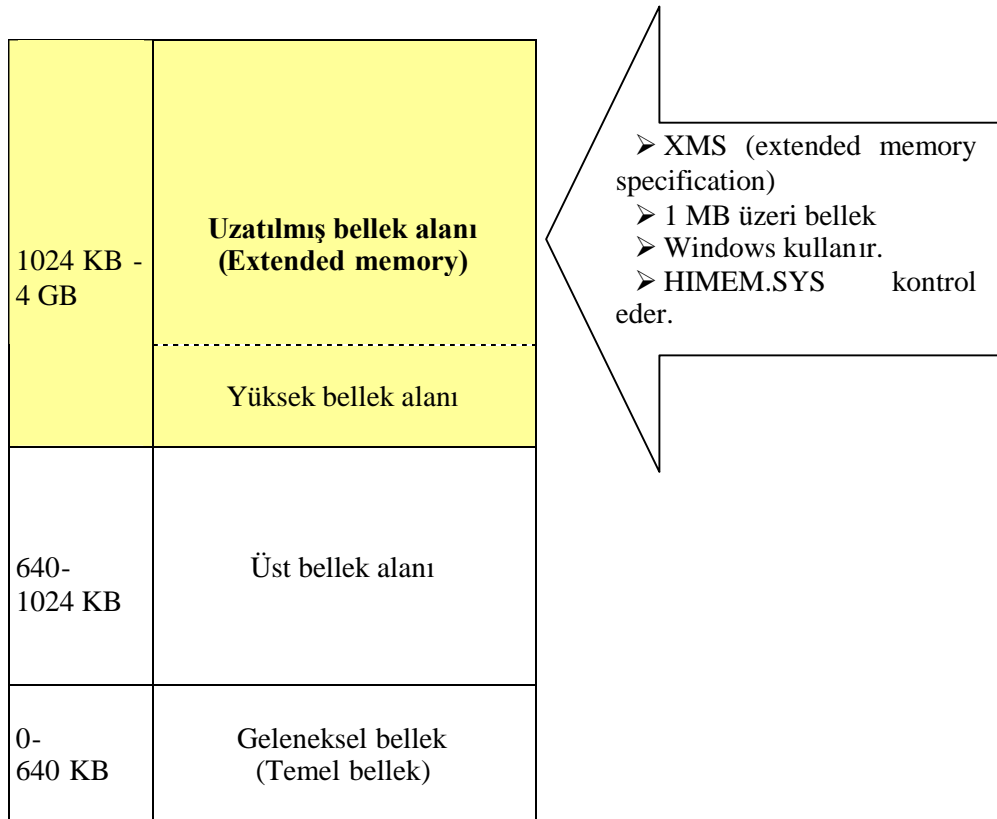 1024 KB -
4 GB
Uzatılmış bellek alanı
(Extended memory)
Yüksek bellek alanı
640-
1024 KB
Üst bellek alanı
0-
640 KB
Geleneksel bellek
(Temel bellek)
➢ XMS (extended memory
specification)
➢ 1 MB üzeri bellek
➢ Windows kullanır.
➢ HIMEM.SYS kontrol
eder.